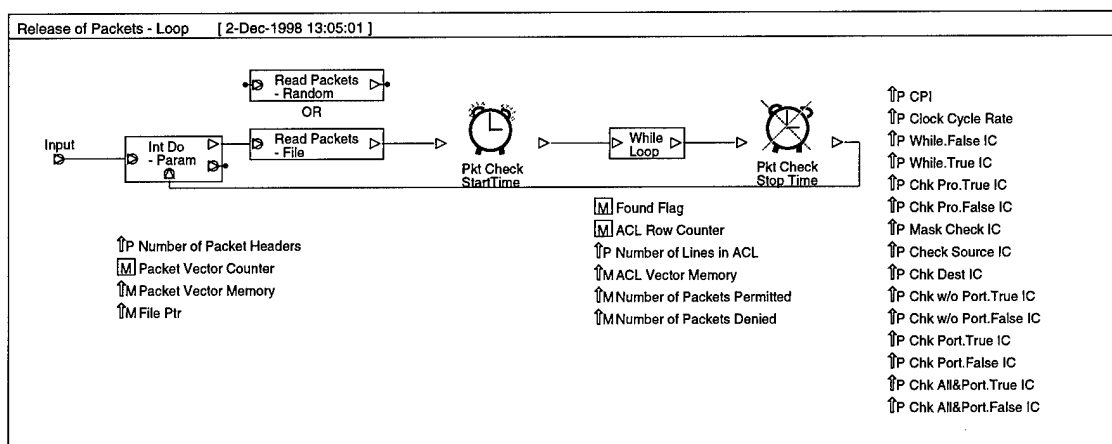 Release of Packets - Loop [ 2-Dec-1998 13:05:01 ]
Read Packets
- Random
OR
Input
Int Do
- Param
Read Packets
- File
Pkt Check
StartTime
While
Loop
Pkt Check
Stop Time
⇧P Number of Packet Headers
M Packet Vector Counter
⇧M Packet Vector Memory
⇧M File Ptr
M Found Flag
M ACL Row Counter
⇧P Number of Lines in ACL
⇧M ACL Vector Memory
⇧M Number of Packets Permitted
⇧M Number of Packets Denied
⇧P CPI
⇧P Clock Cycle Rate
⇧P While.False IC
⇧P While.True IC
⇧P Chk Pro.True IC
⇧P Chk Pro.False IC
⇧P Mask Check IC
⇧P Check Source IC
⇧P Chk Dest IC
⇧P Chk w/o Port.True IC
⇧P Chk w/o Port.False IC
⇧P Chk Port.True IC
⇧P Chk Port.False IC
⇧P Chk All&Port.True IC
⇧P Chk All&Port.False IC